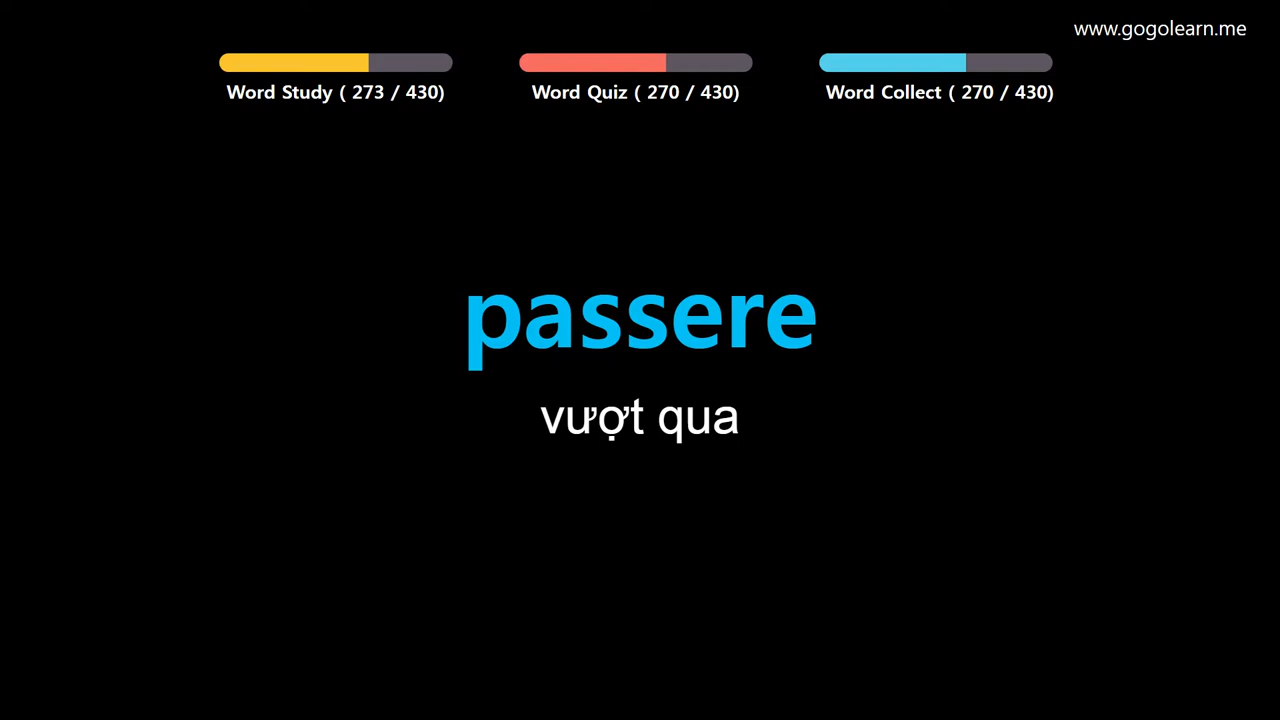 www.gogolearn.me
Word Study ( 273 / 430)
Word Quiz ( 270 / 430)
Word Collect ( 270 / 430)
passere
vượt qua